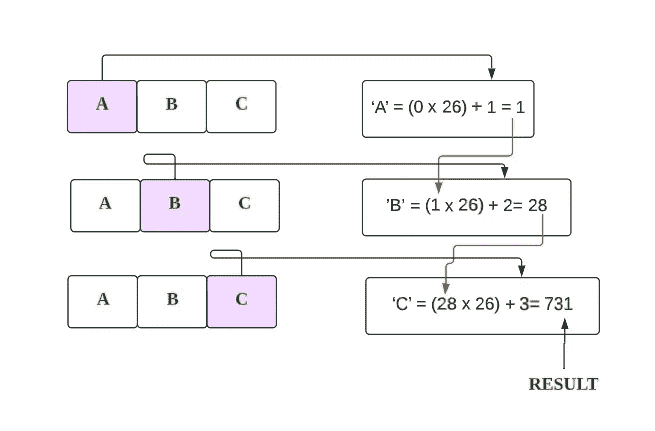 A B C 'A' = (0 x 26) + 1 = 1
A B C 'B' = (1 x 26) + 2= 28
A B C 'C' = (28 x 26) + 3= 731
RESULT